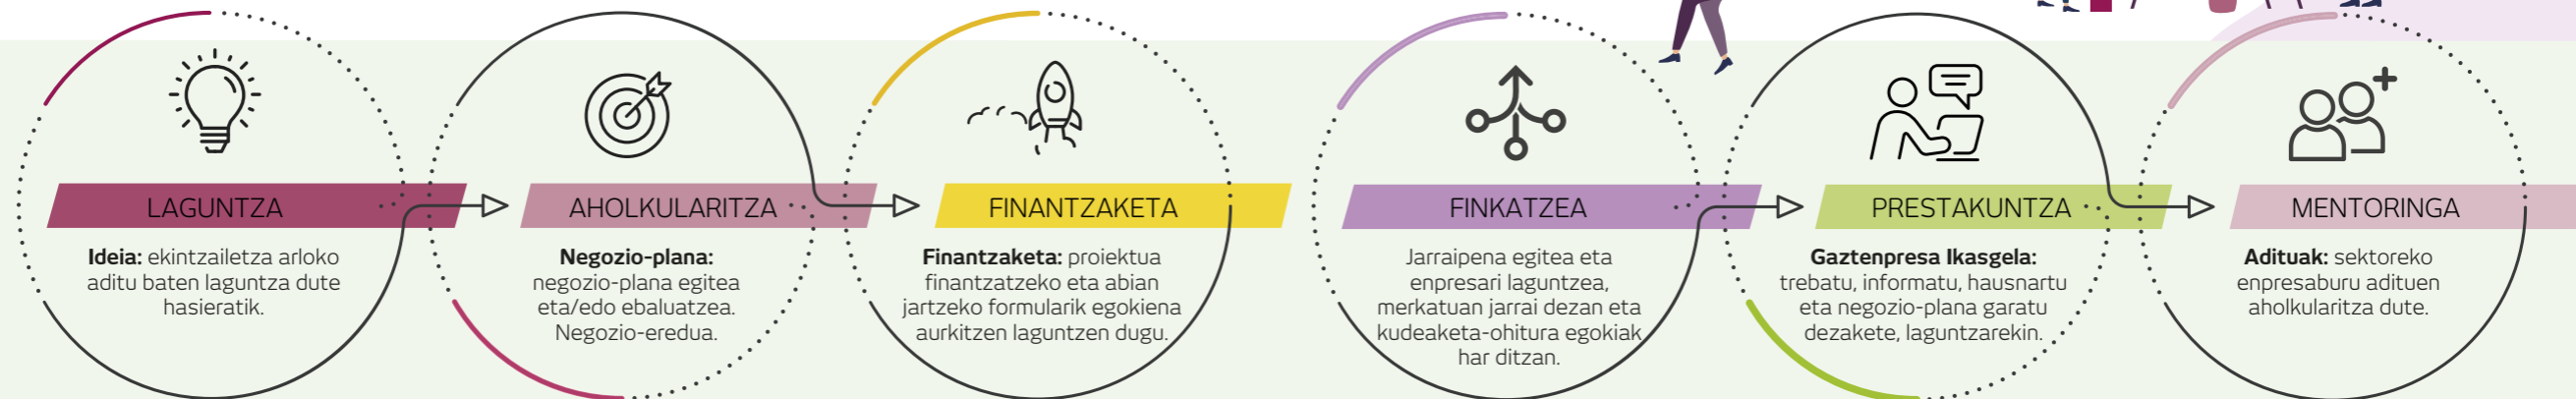 LAGUNTZA
Ideia: ekintzailetza arloko
aditu baten laguntza dute
hasieratik.
AHOLKULARITZA
Negozio-plana:
negozio-plana egitea
eta/edo ebaluatzea.
Negozio-eredua.
FINANTZAKETA
Finantzaketa: proiektua
finantzatzeko eta abian
jartzeko formularik egokiena
aurkitzen laguntzen dugu.
FINKATZEA
Jarraipena egitea eta
enpresari laguntzea,
merkatuan jarrai dezan eta
kudeaketa-ohitura egokiak
har ditzan.
PRESTAKUNTZA
Gaztenpresa Ikasgela:
trebatu, informatu, hausnartu
eta negozio-plana garatu
dezakete, laguntzarekin.
MENTORINGA
Adituak: sektoreko
enpresaburu adituen
aholkularitza dute.